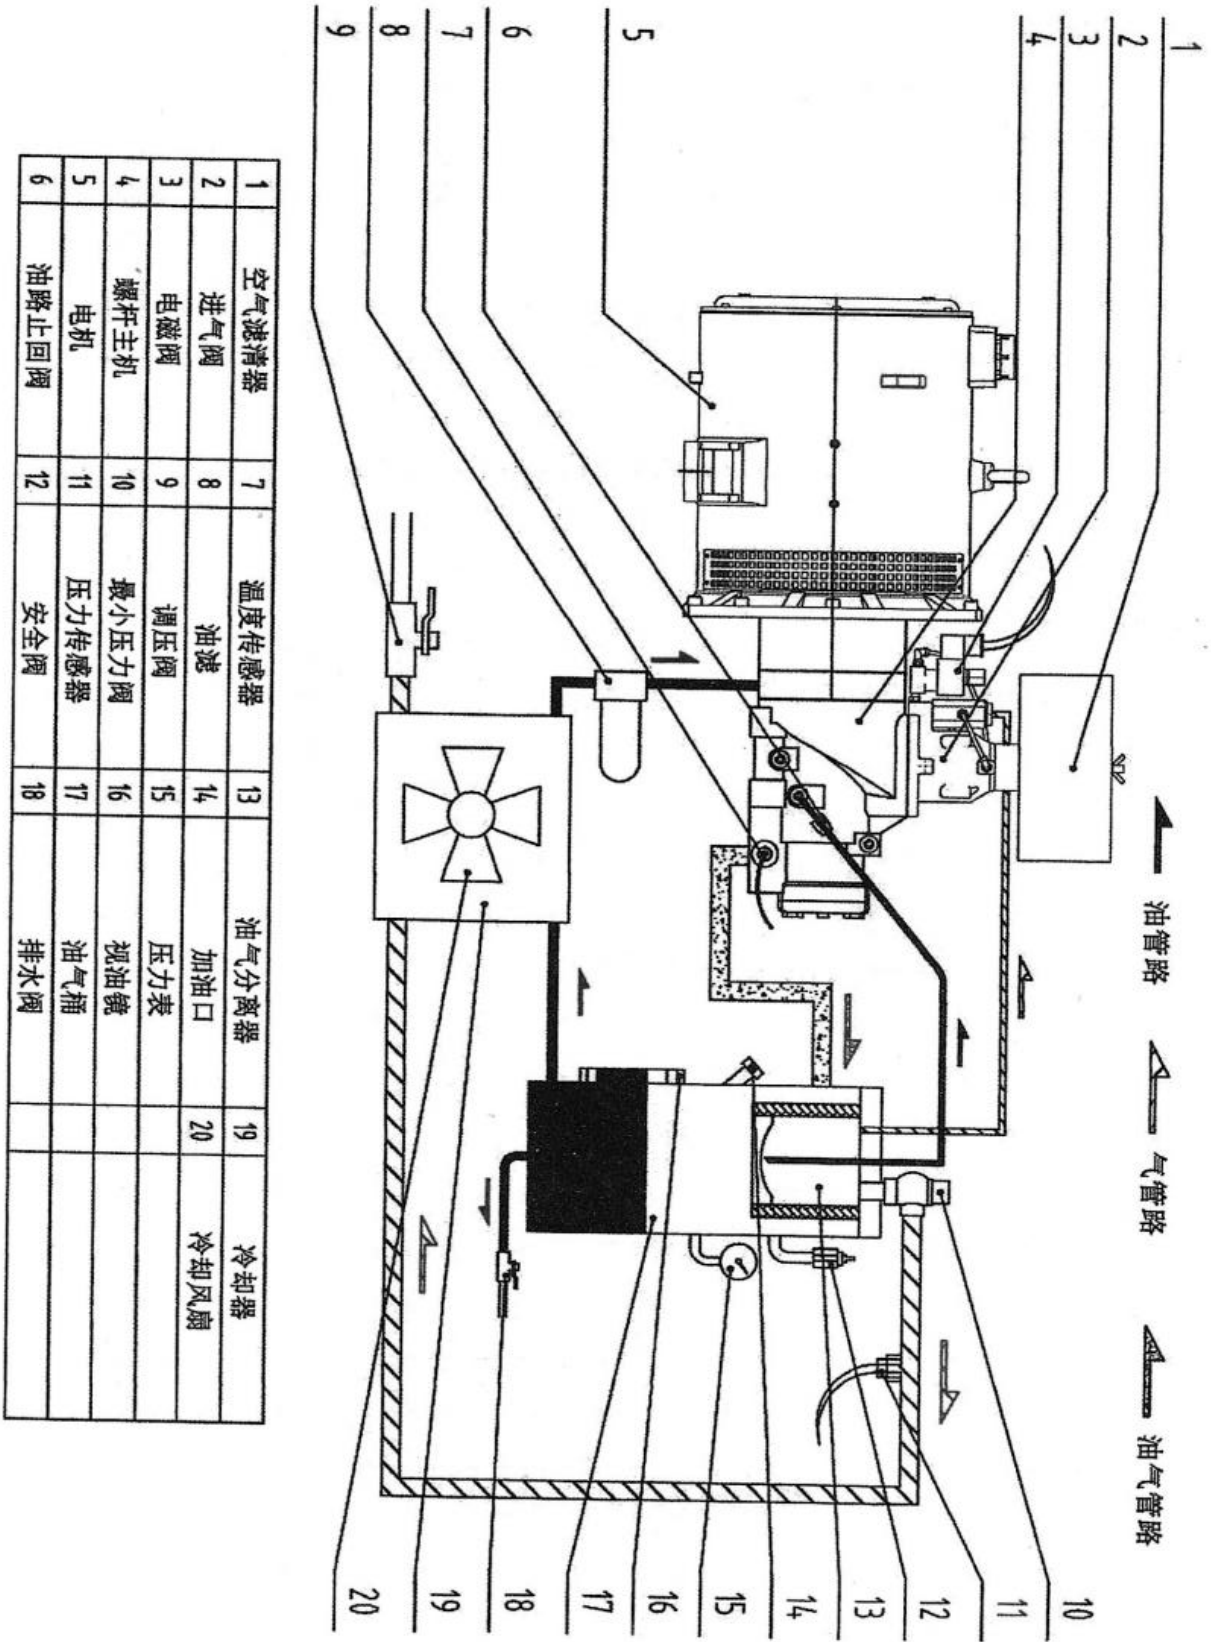 1
2
3
4
5
6
7
8
9
油管路
气管路
油气管路
10
11
12
13
14
15
16
17
18
19
20
1 空气滤清器 7 温度传感器 13 油气分离器 19 冷却器
2 进气阀 8 油滤 14 加油口 20 冷却风扇
3 电磁阀 9 调压阀 15 压力表
4 螺杆主机 10 最小压力阀 16 视油镜
5 电机 11 压力传感器 17 油气桶
6 油路止回阀 12 安全阀 18 排水阀